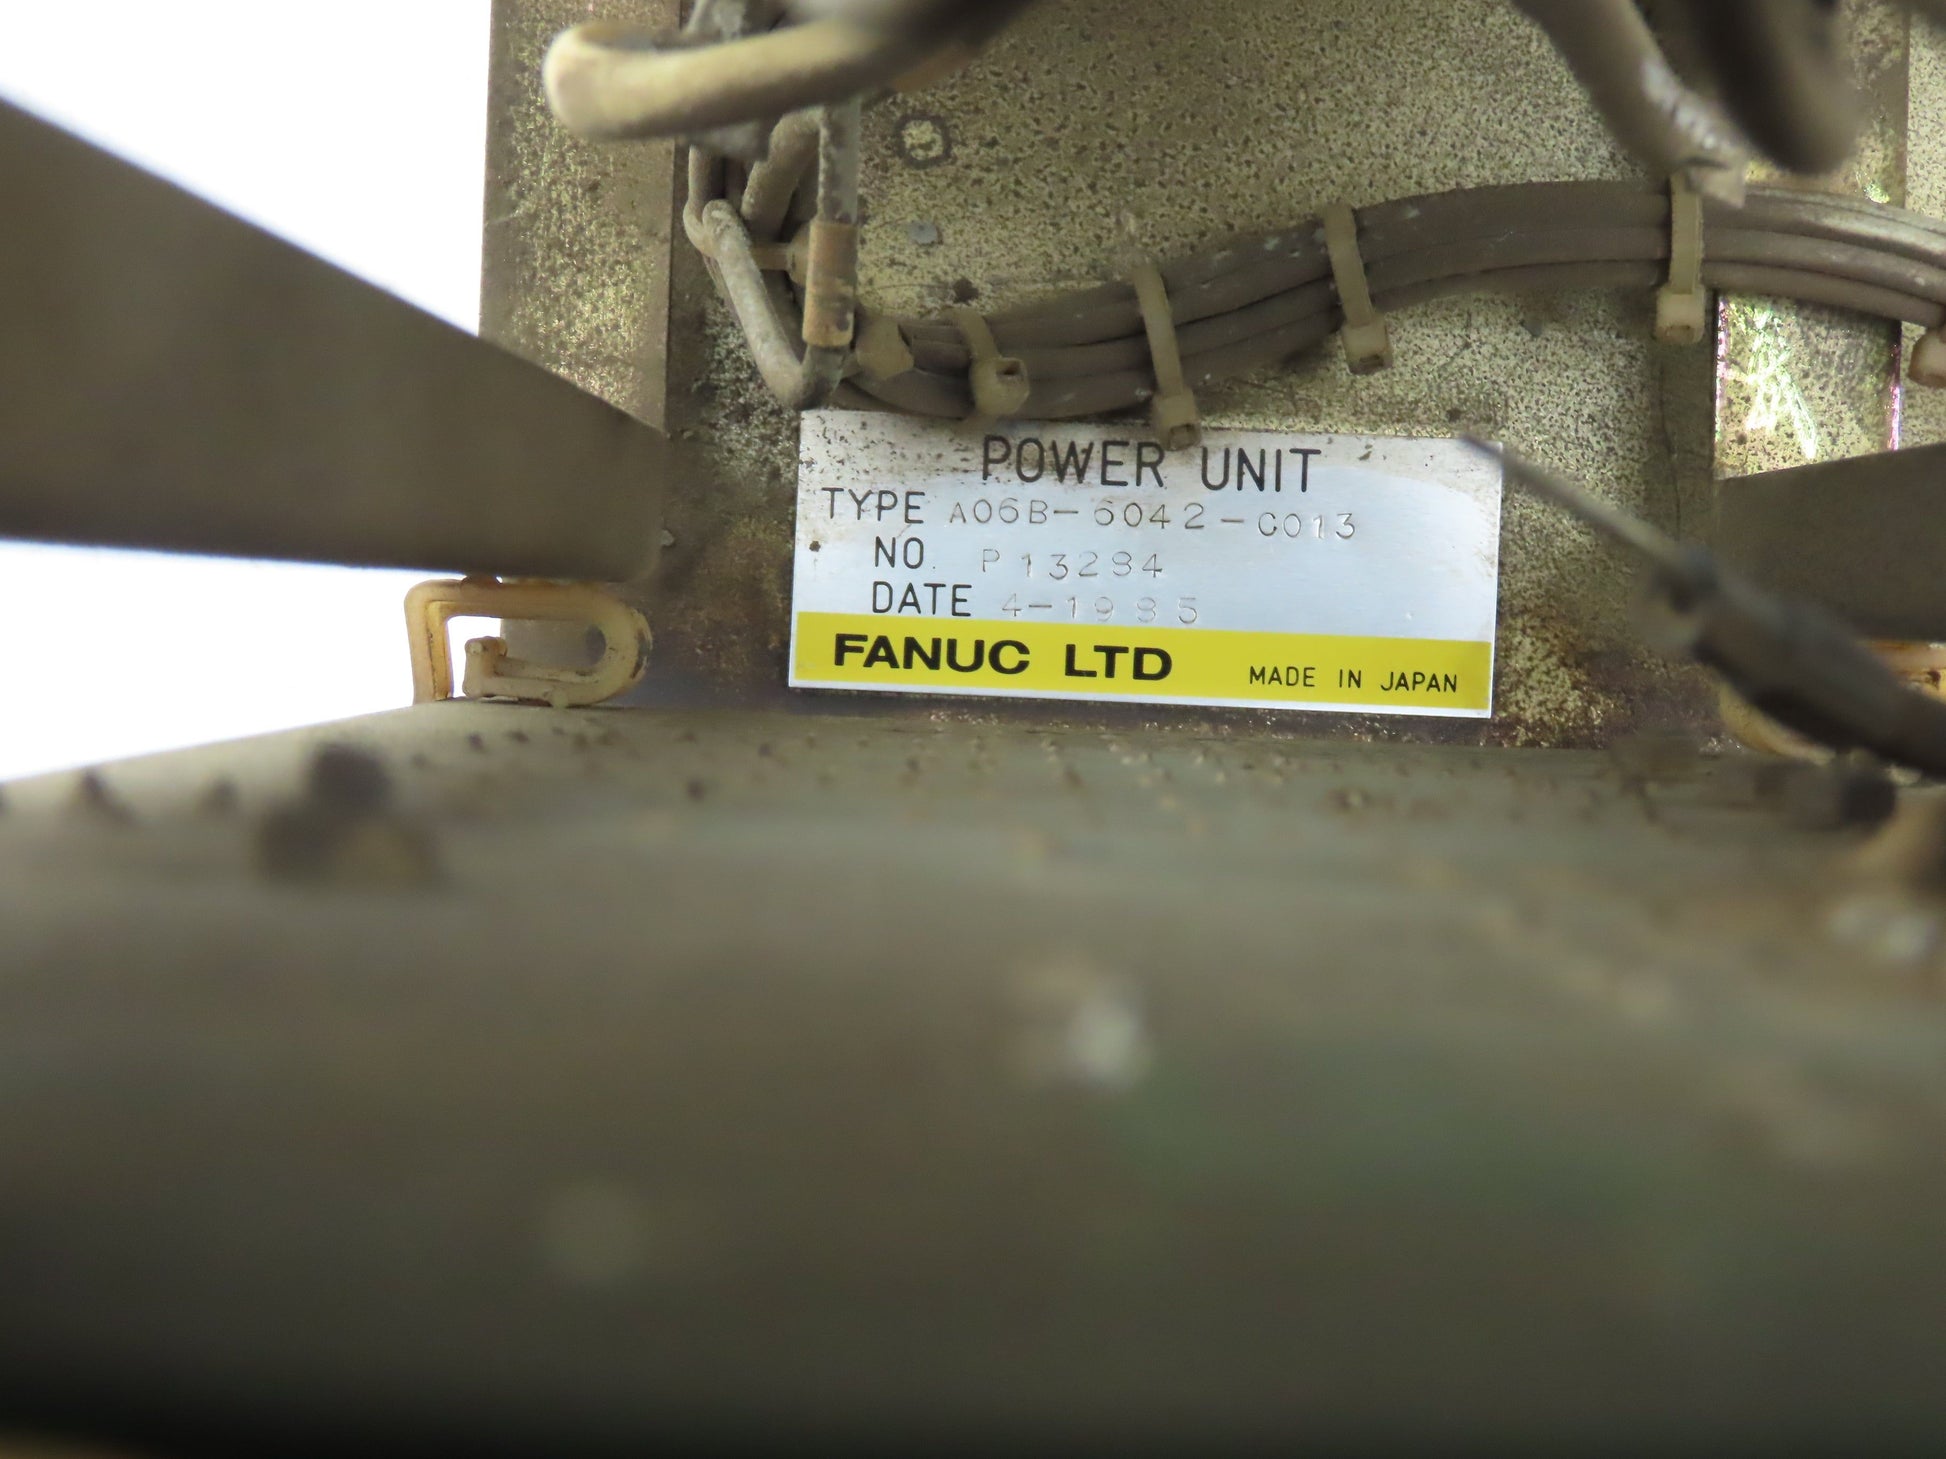 POWER UNIT
TYPE A06B-6042-C013
NO. P13284
DATE 4-1985
FANUC LTD MADE IN JAPAN